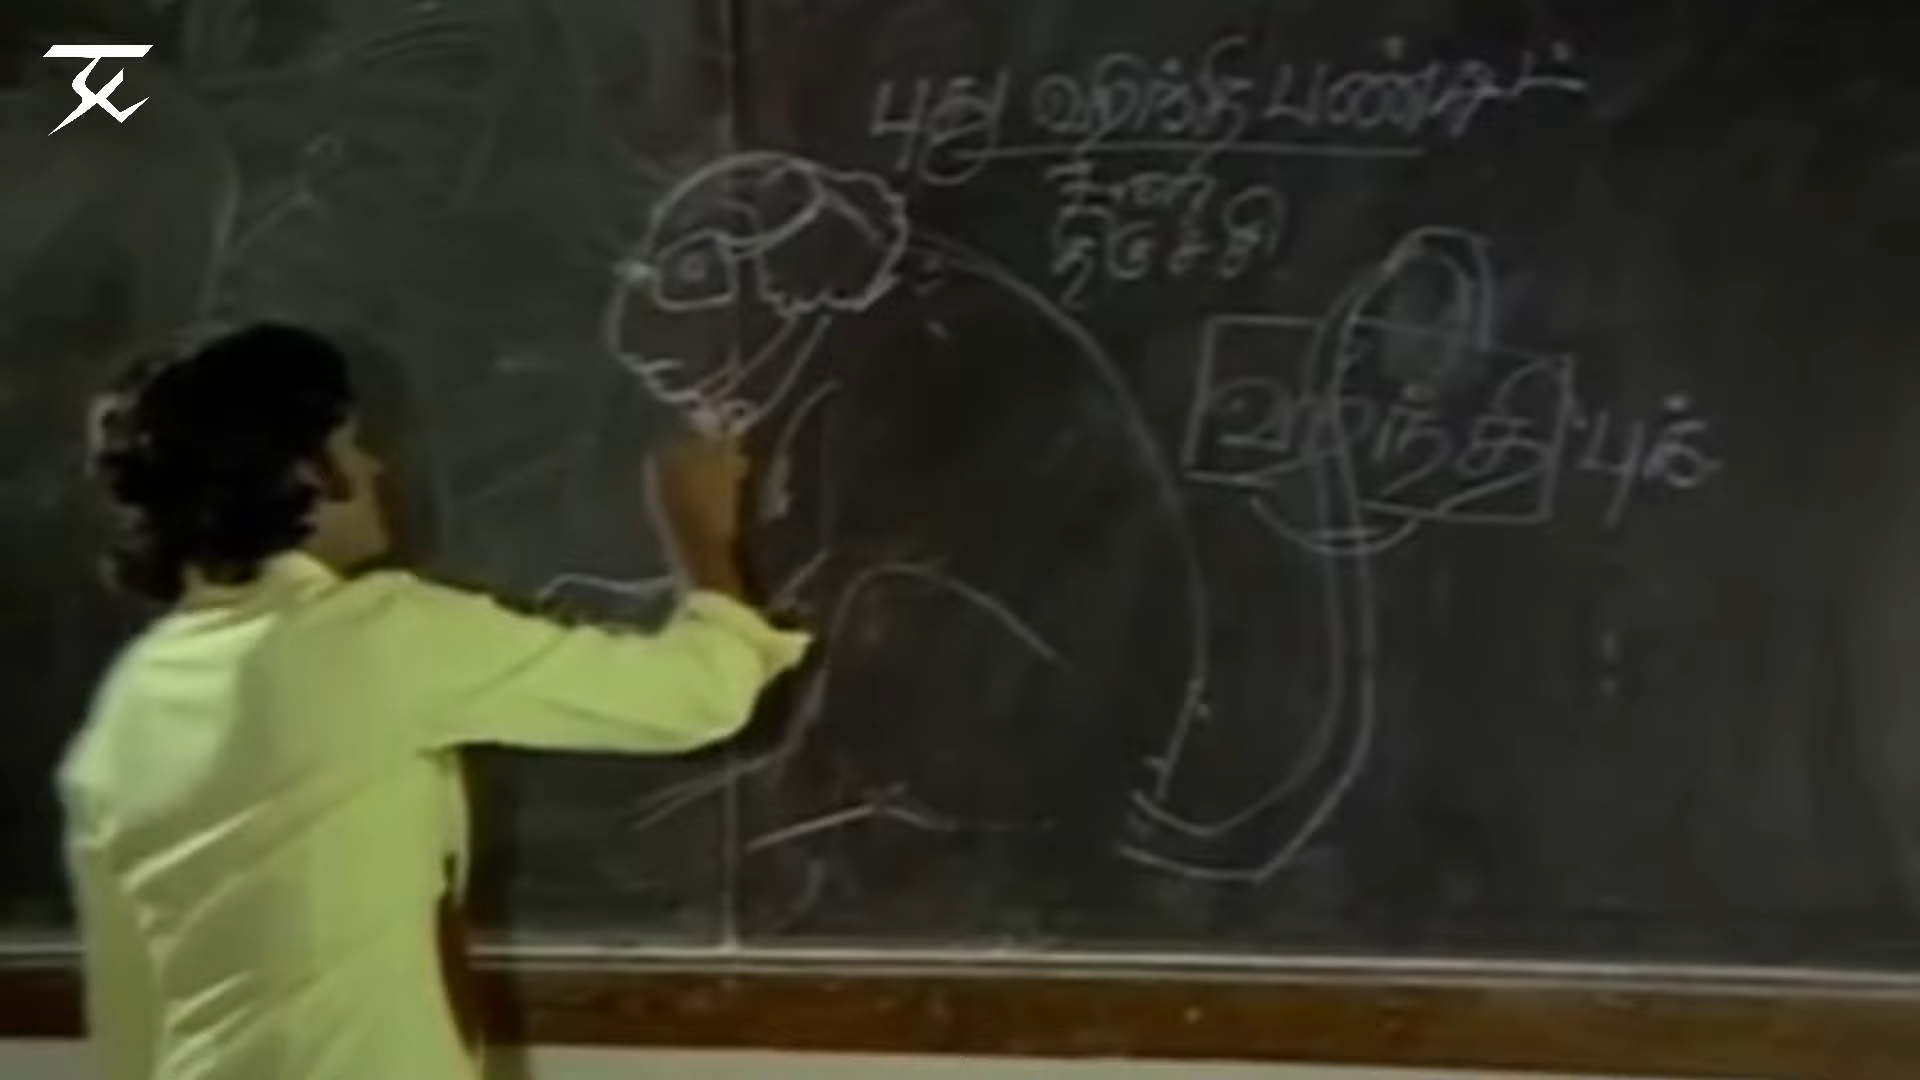 புது ஹிந்தி பண்டிட்
திருச்சி
ஹிந்தி புக்